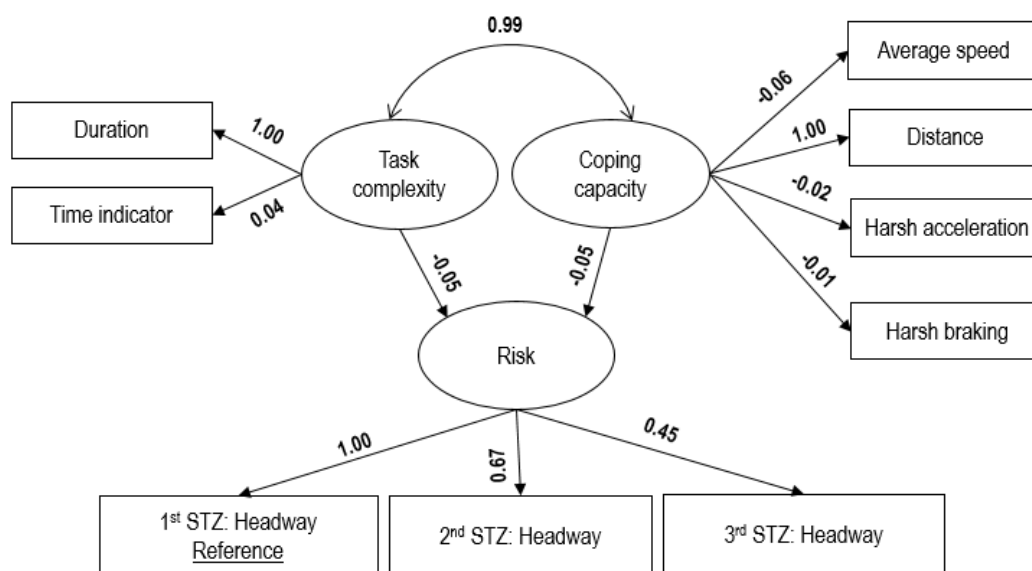 0.99
Average speed
-0.06
Duration
1.00
Task
complexity
Coping
capacity
1.00
Distance
Time indicator
0.04
-0.02
Harsh acceleration
-0.01
Harsh braking
-0.05
-0.05
Risk
1.00
0.67
0.45
1st STZ: Headway
Reference
2nd STZ: Headway
3rd STZ: Headway